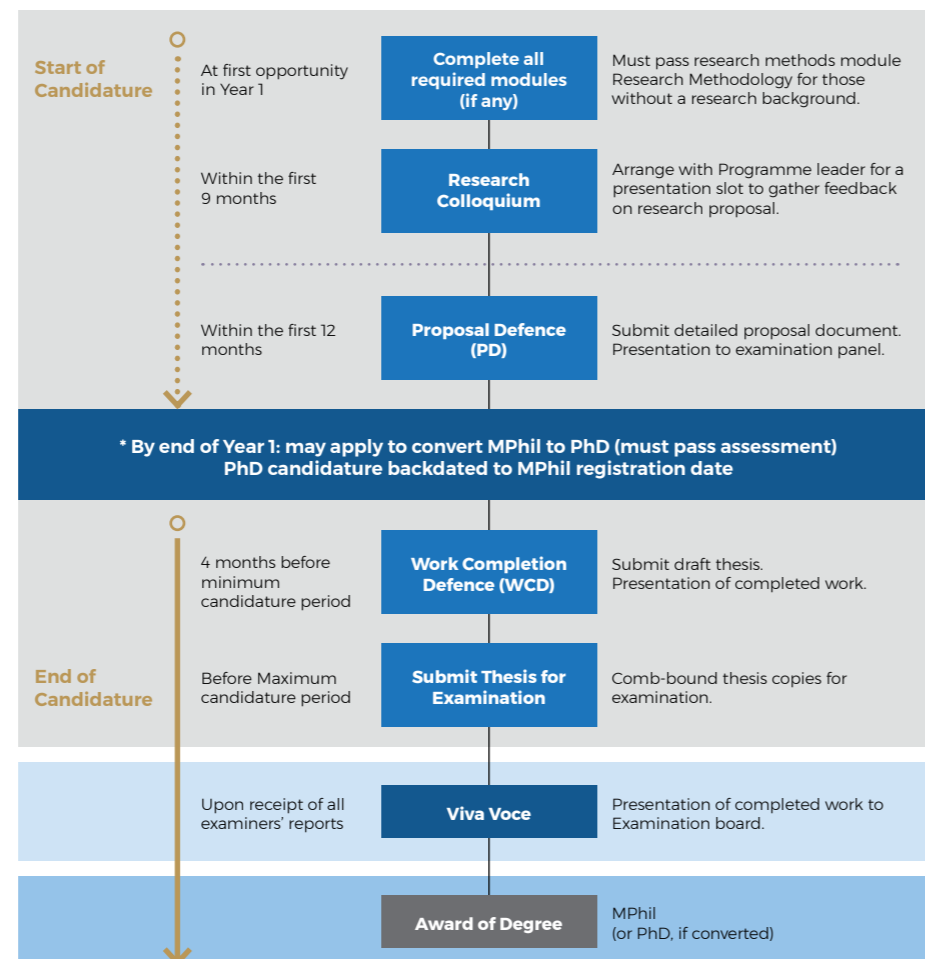 Start of
Candidature
At first opportunity
in Year 1
Complete all
required modules
(if any)
Must pass research methods module
Research Methodology for those
without a research background.
Within the first
9 months
Research
Colloquium
Arrange with Programme leader for a
presentation slot to gather feedback
on research proposal.
Within the first 12
months
Proposal Defence
(PD)
Submit detailed proposal document.
Presentation to examination panel.
* By end of Year 1: may apply to convert MPhil to PhD (must pass assessment)
PhD candidature backdated to MPhil registration date
4 months before
minimum
candidature period
Work Completion
Defence (WCD)
Submit draft thesis.
Presentation of completed work.
End of
Candidature
Before Maximum
candidature period
Submit Thesis for
Examination
Comb-bound thesis copies for
examination.
Upon receipt of all
examiners’ reports
Viva Voce
Presentation of completed work to
Examination board.
Award of Degree
MPhil
(or PhD, if converted)